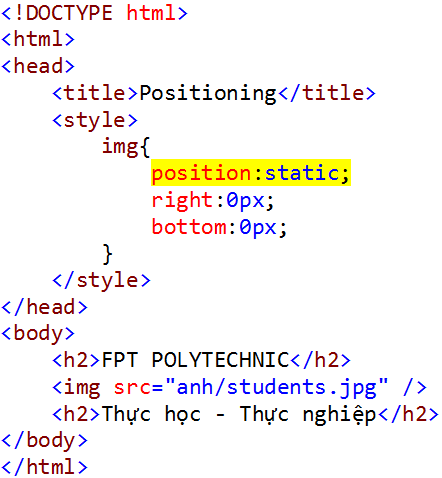 <!DOCTYPE html>
<html>
<head>
    <title>Positioning</title>
    <style>
        img{
            position:static;
            right:0px;
            bottom:0px;
        }
    </style>
</head>
<body>
    <h2>FPT POLYTECHNIC</h2>
    <img src="anh/students.jpg" />
    <h2>Thực học - Thực nghiệp</h2>
</body>
</html>